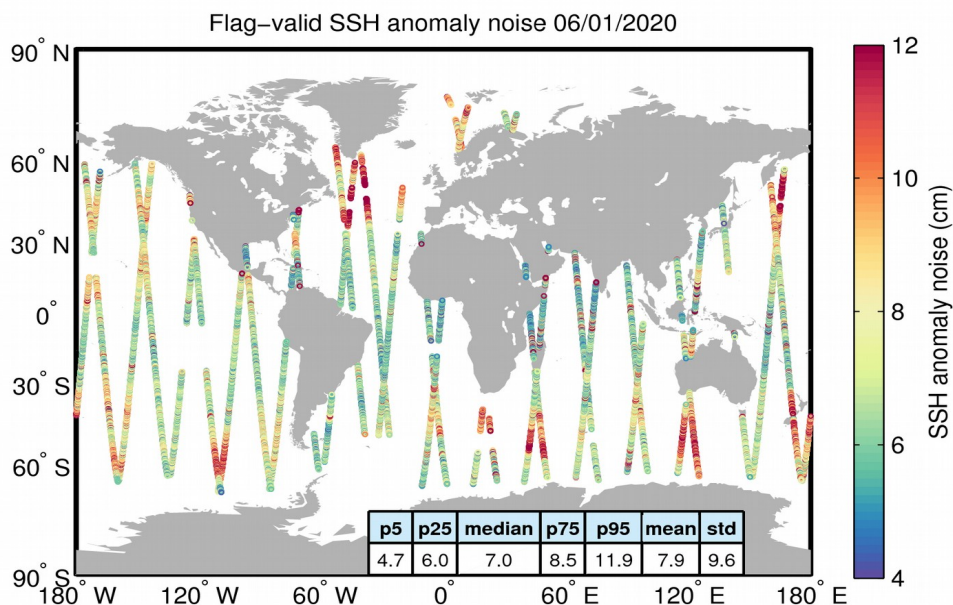 Flag−valid SSH anomaly noise 06/01/2020
90° N
60° N
30° N
0°
30° S
60° S
90° S
180° W
120° W
60° W
0°
60° E
120° E
180° E
p5 p25 median p75 p95 mean std
4.7 6.0 7.0 8.5 11.9 7.9 9.6
12
10
8
6
4
SSH anomaly noise (cm)